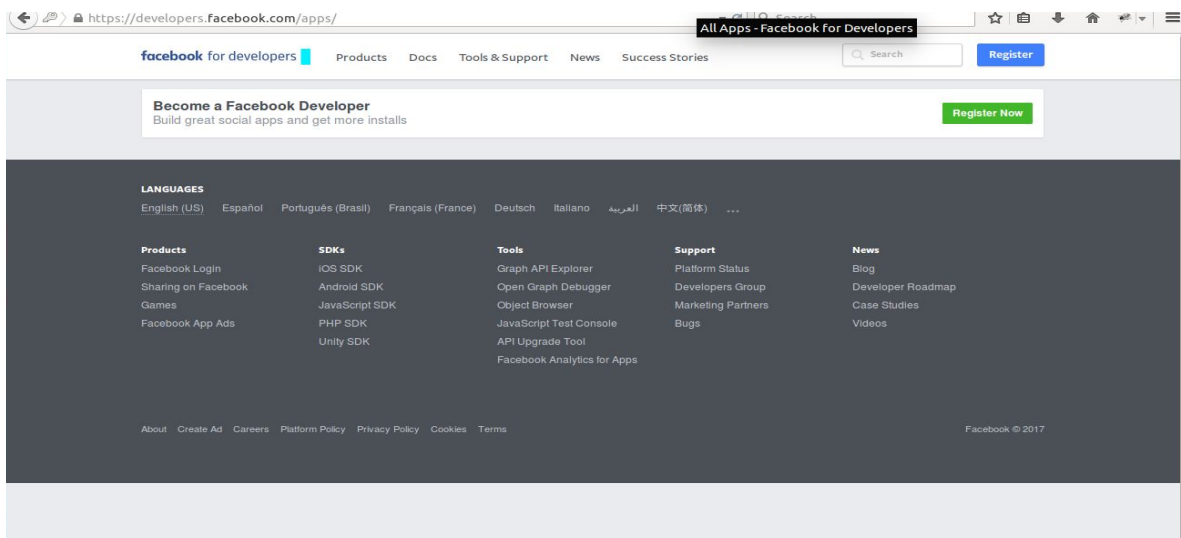 https://developers.facebook.com/apps/
Search
All Apps - Facebook for Developers
facebook for developers Products Docs Tools & Support News Success Stories Search Register
Become a Facebook Developer
Build great social apps and get more installs
Register Now
LANGUAGES
English (US) Español Português (Brasil) Français (France) Deutsch Italiano العربية 中文(简体) ...
Products SDKs Tools Support News
Facebook Login iOS SDK Graph API Explorer Platform Status Blog
Sharing on Facebook Android SDK Open Graph Debugger Developers Group Developer Roadmap
Games JavaScript SDK Object Browser Marketing Partners Case Studies
Facebook App Ads PHP SDK JavaScript Test Console Bugs Videos
Unity SDK API Upgrade Tool
Facebook Analytics for Apps
About Create Ad Careers Platform Policy Privacy Policy Cookies Terms Facebook © 2017